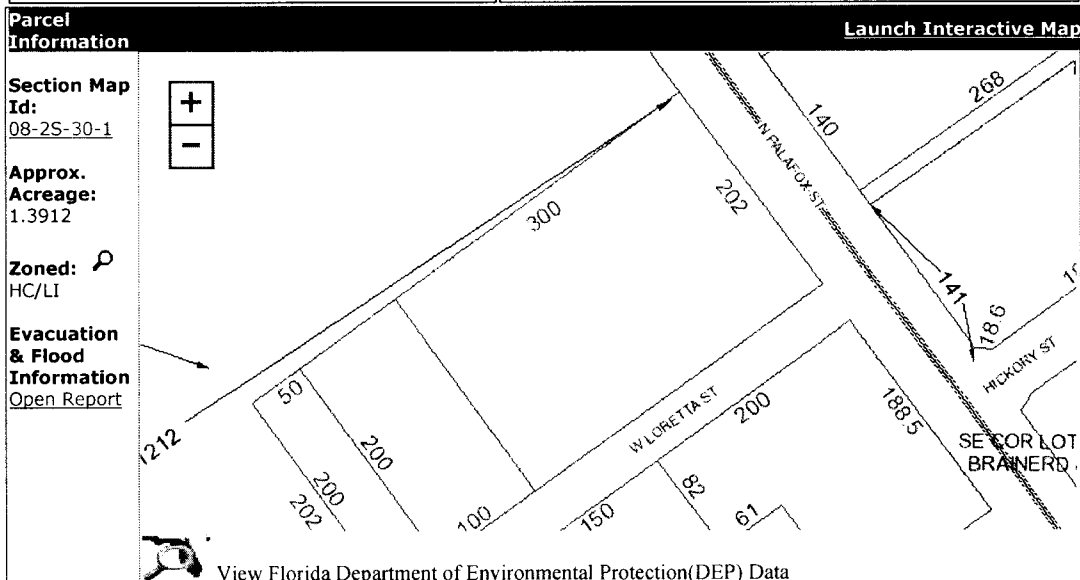 Parcel
Information
Launch Interactive Map
Section Map
Id:
08-2S-30-1
Approx.
Acreage:
1.3912
Zoned:
HC/LI
Evacuation
& Flood
Information
Open Report
+
−
268
140
N PALAFOX ST
202
300
141
18.6
HICKORY ST
50
W LORETTA ST
200
188.5
SE COR LOT
BRAINERD
1212
200
200
202
82
100
150
61
View Florida Department of Environmental Protection(DEP) Data